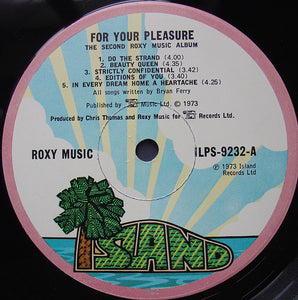 FOR YOUR PLEASURE
THE SECOND ROXY MUSIC ALBUM
1. DO THE STRAND (4.00)
2. BEAUTY QUEEN (4.35)
3. STRICTLY CONFIDENTIAL (3.42)
4. EDITIONS OF YOU (3.40)
5. IN EVERY DREAM HOME A HEARTACHE (5.25)
All songs written by Bryan Ferry
Published by Music Ltd. © 1973
Produced by Chris Thomas and Roxy Music for Records Ltd.
ROXY MUSIC
ILPS-9232-A
℗ 1973 Island
Records Ltd
ISLAND